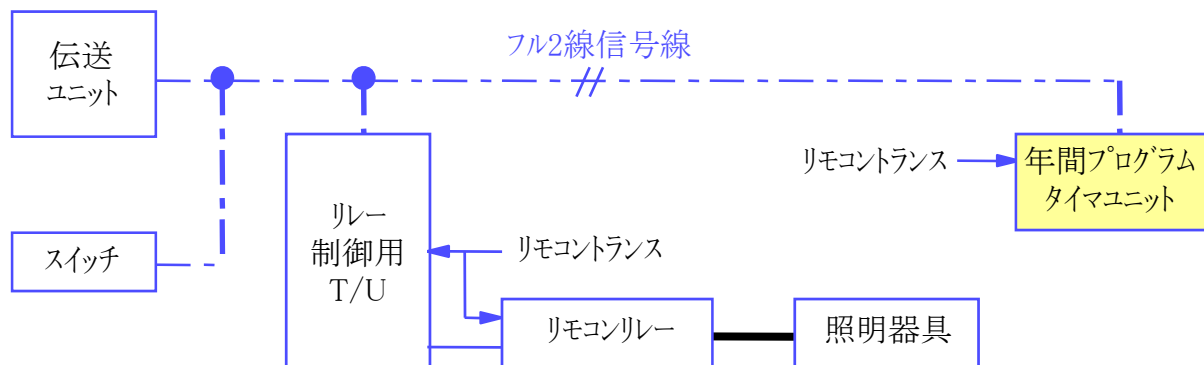 伝送
ユニット
フル2線信号線
リモコントランス
年間プログラム
タイマユニット
スイッチ
リレー
制御用
T/U
リモコントランス
リモコンリレー
照明器具